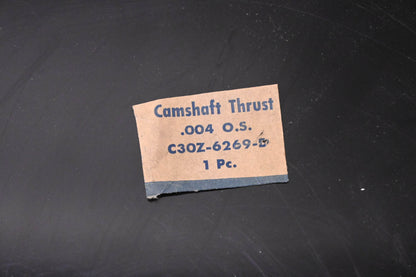 Camshaft Thrust
.004 O.S.
C3OZ-6269-D
1 Pc.